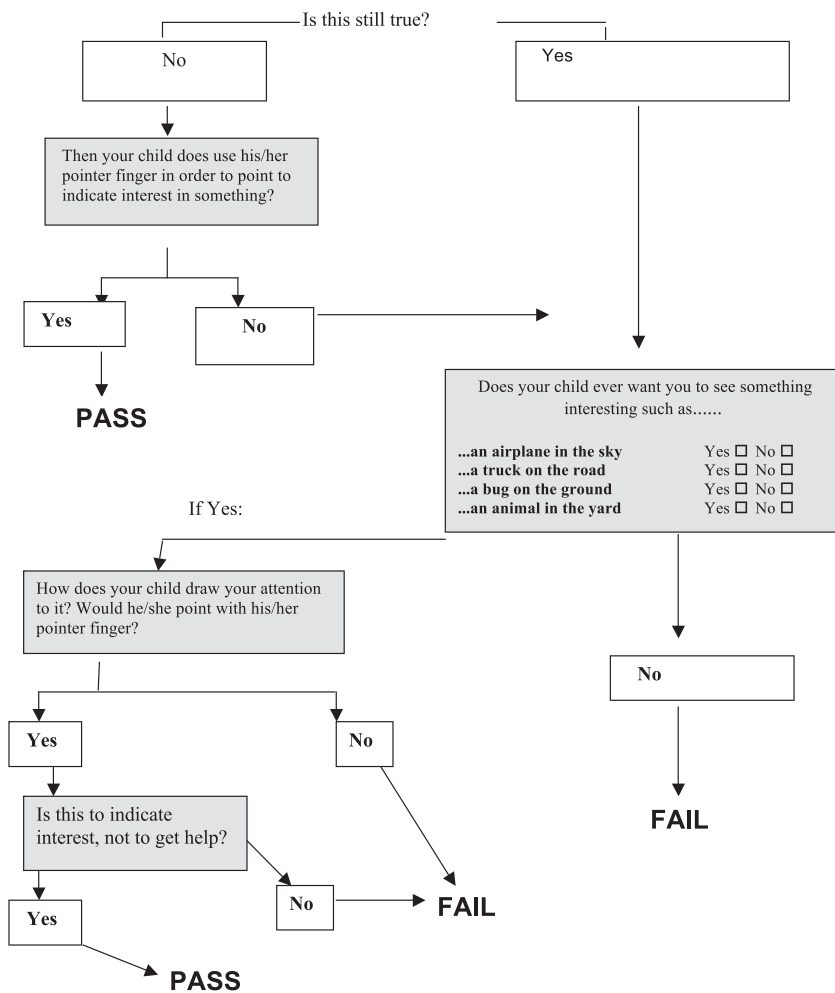 Is this still true?
No
Yes
Then your child does use his/her
pointer finger in order to point to
indicate interest in something?
Yes
No
PASS
Does your child ever want you to see something
interesting such as......
...an airplane in the sky Yes ☐ No ☐
...a truck on the road Yes ☐ No ☐
...a bug on the ground Yes ☐ No ☐
...an animal in the yard Yes ☐ No ☐
If Yes:
How does your child draw your attention
to it? Would he/she point with his/her
pointer finger?
No
Yes
No
FAIL
Is this to indicate
interest, not to get help?
Yes
No
FAIL
PASS